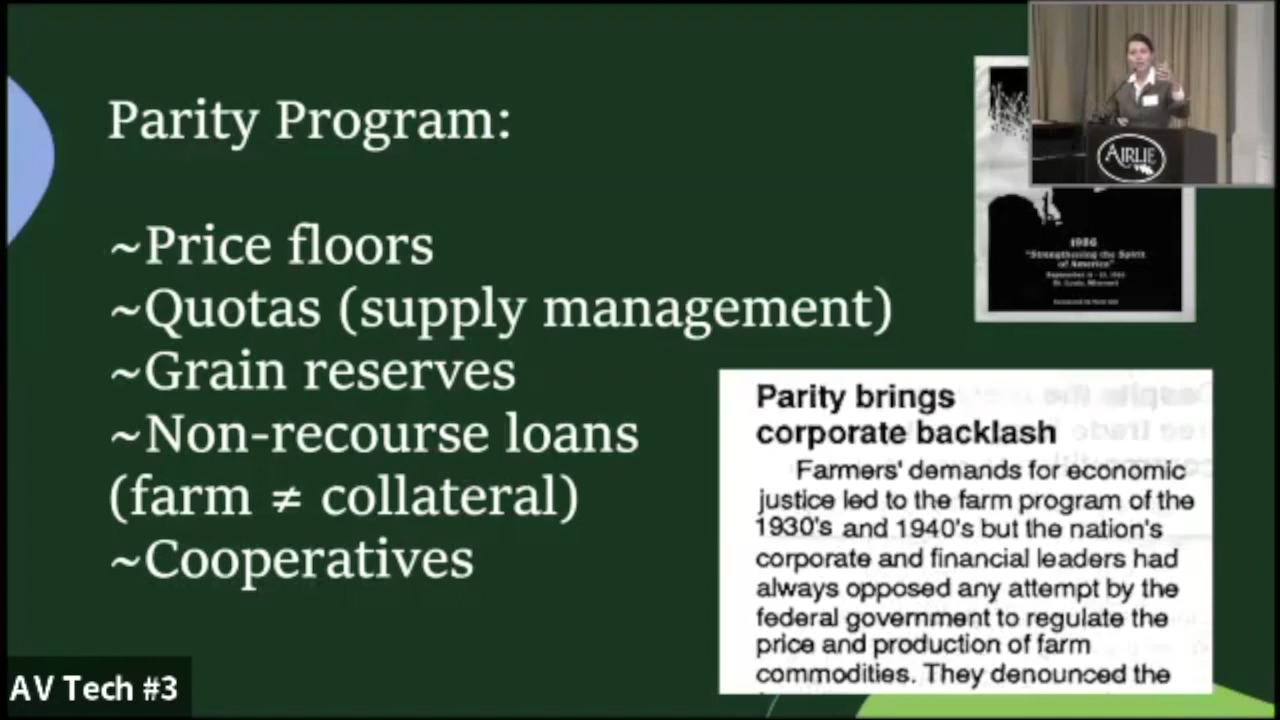 Parity Program:
~Price floors
~Quotas (supply management)
~Grain reserves
~Non-recourse loans
(farm ≠ collateral)
~Cooperatives
AIRLIE
1986
"Strengthening the Spirit
of America"
St. Louis, Missouri
Parity brings
corporate backlash
Farmers' demands for economic
justice led to the farm program of the
1930's and 1940's but the nation's
corporate and financial leaders had
always opposed any attempt by the
federal government to regulate the
price and production of farm
commodities. They denounced the
AV Tech #3